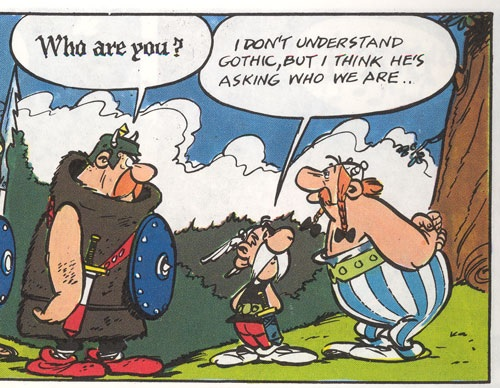 Who are you?
I DON'T UNDERSTAND
GOTHIC, BUT I THINK HE'S
ASKING WHO WE ARE..